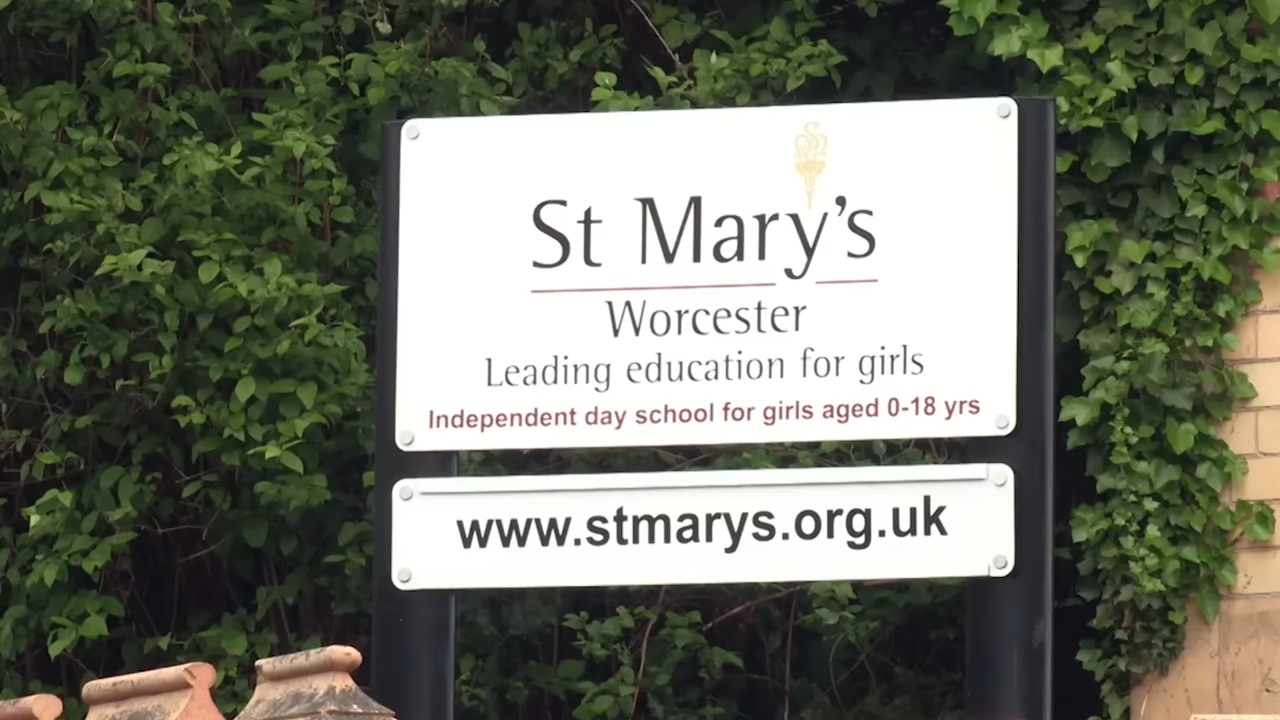 St Mary's
Worcester
Leading education for girls
Independent day school for girls aged 0-18 yrs
www.stmarys.org.uk